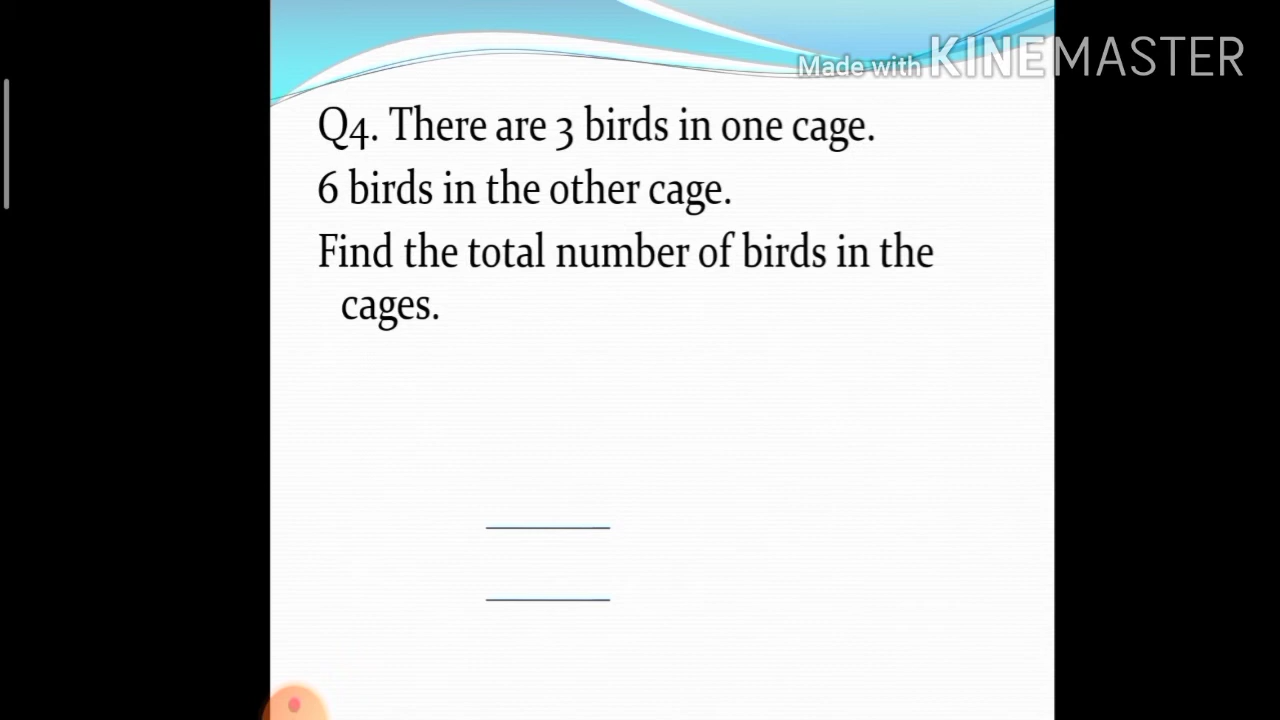 Made with KINEMASTER
Q4. There are 3 birds in one cage.
6 birds in the other cage.
Find the total number of birds in the
cages.